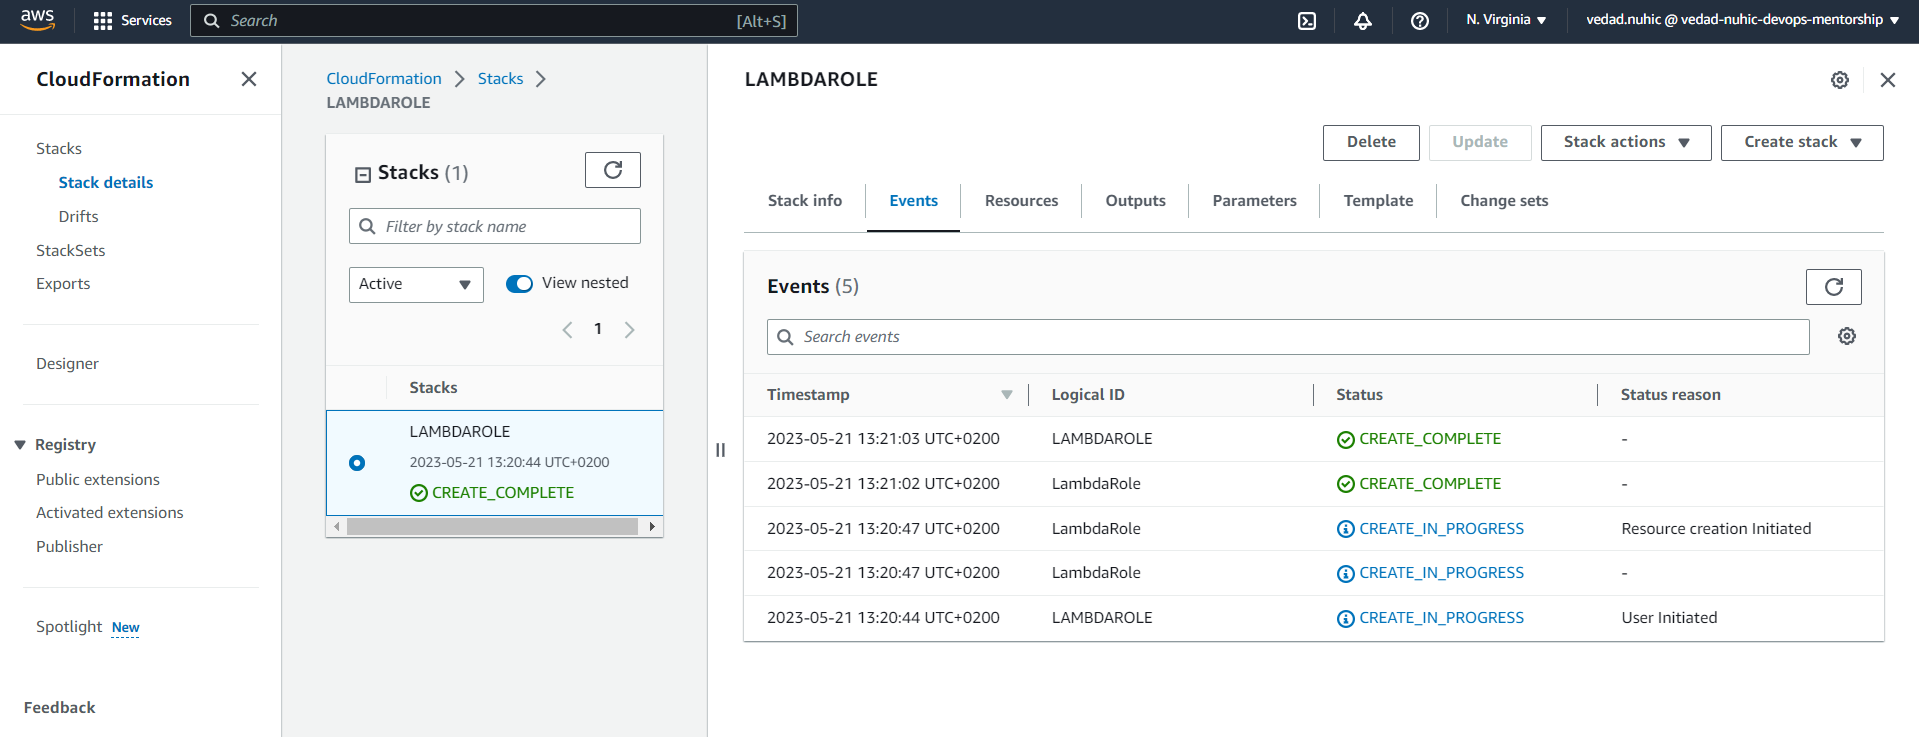 aws
Services
Search
[Alt+S]
N. Virginia
vedad.nuhic @ vedad-nuhic-devops-mentorship
CloudFormation
Stacks
Stack details
Drifts
StackSets
Exports
Designer
Registry
Public extensions
Activated extensions
Publisher
Spotlight New
Feedback
CloudFormation
Stacks
LAMBDAROLE
Stacks (1)
Filter by stack name
Active
View nested
1
Stacks
LAMBDAROLE
2023-05-21 13:20:44 UTC+0200
CREATE_COMPLETE
LAMBDAROLE
Delete
Update
Stack actions
Create stack
Stack info
Events
Resources
Outputs
Parameters
Template
Change sets
Events (5)
Search events
Timestamp Logical ID Status Status reason
2023-05-21 13:21:03 UTC+0200 LAMBDAROLE CREATE_COMPLETE -
2023-05-21 13:21:02 UTC+0200 LambdaRole CREATE_COMPLETE -
2023-05-21 13:20:47 UTC+0200 LambdaRole CREATE_IN_PROGRESS Resource creation Initiated
2023-05-21 13:20:47 UTC+0200 LambdaRole CREATE_IN_PROGRESS -
2023-05-21 13:20:44 UTC+0200 LAMBDAROLE CREATE_IN_PROGRESS User Initiated